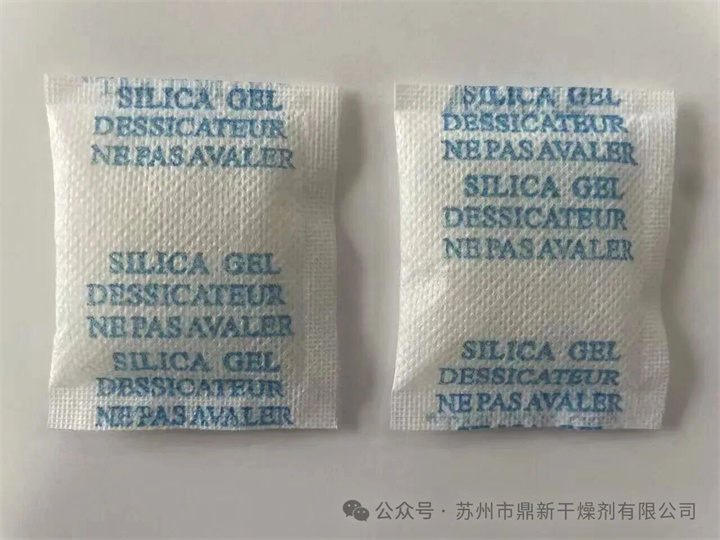 SILICA GEL
DESSICATEUR
NE PAS AVALER
SILICA GEL
DESSICATEUR
NE PAS AVALER
SILICA GEL
DESSICATEUR
NE PAS AVALER
SILICA GEL
DESSICATEUR
NE PAS AVALER
SILICA GEL
DESSICATEUR
NE PAS AVALER
SILICA GEL
DESSICATEUR
NE PAS AVALER
公众号 · 苏州市鼎新干燥剂有限公司